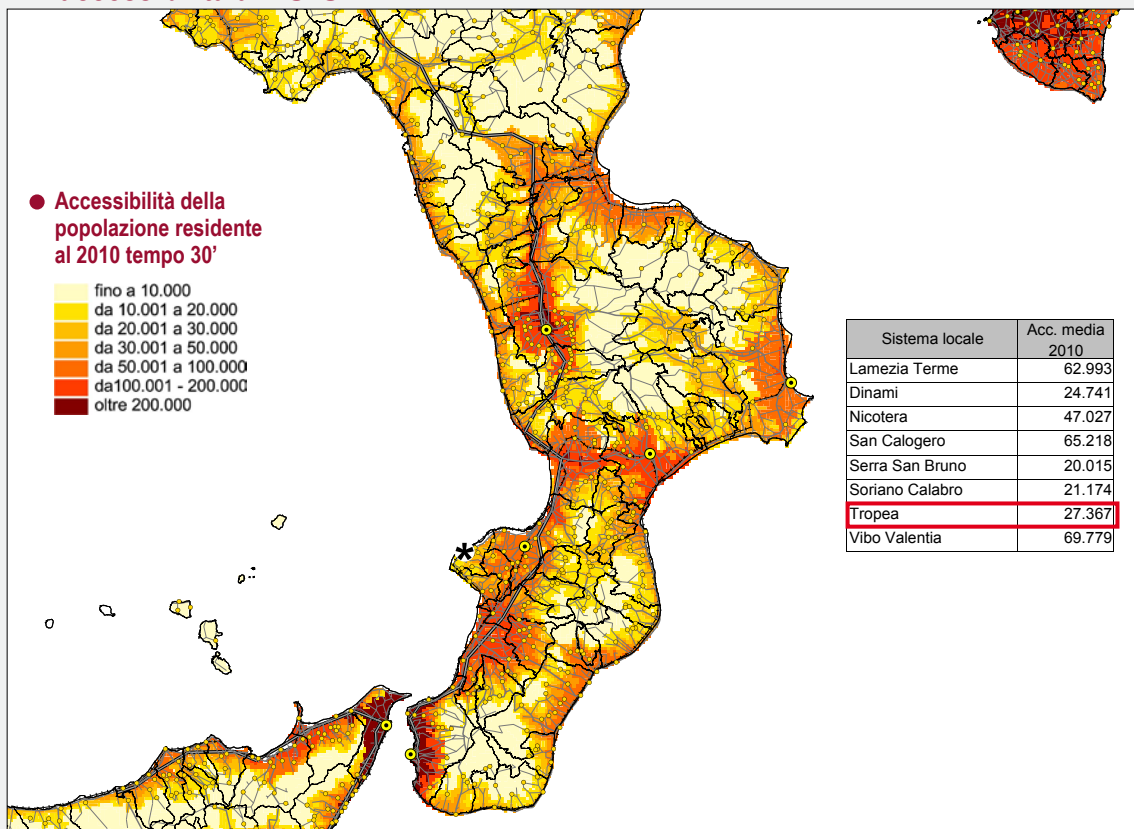 ● Accessibilità della
popolazione residente
al 2010 tempo 30’
fino a 10.000
da 10.001 a 20.000
da 20.001 a 30.000
da 30.001 a 50.000
da 50.001 a 100.000
da100.001 - 200.000
oltre 200.000
*
Sistema locale Acc. media 2010
Lamezia Terme 62.993
Dinami 24.741
Nicotera 47.027
San Calogero 65.218
Serra San Bruno 20.015
Soriano Calabro 21.174
Tropea 27.367
Vibo Valentia 69.779